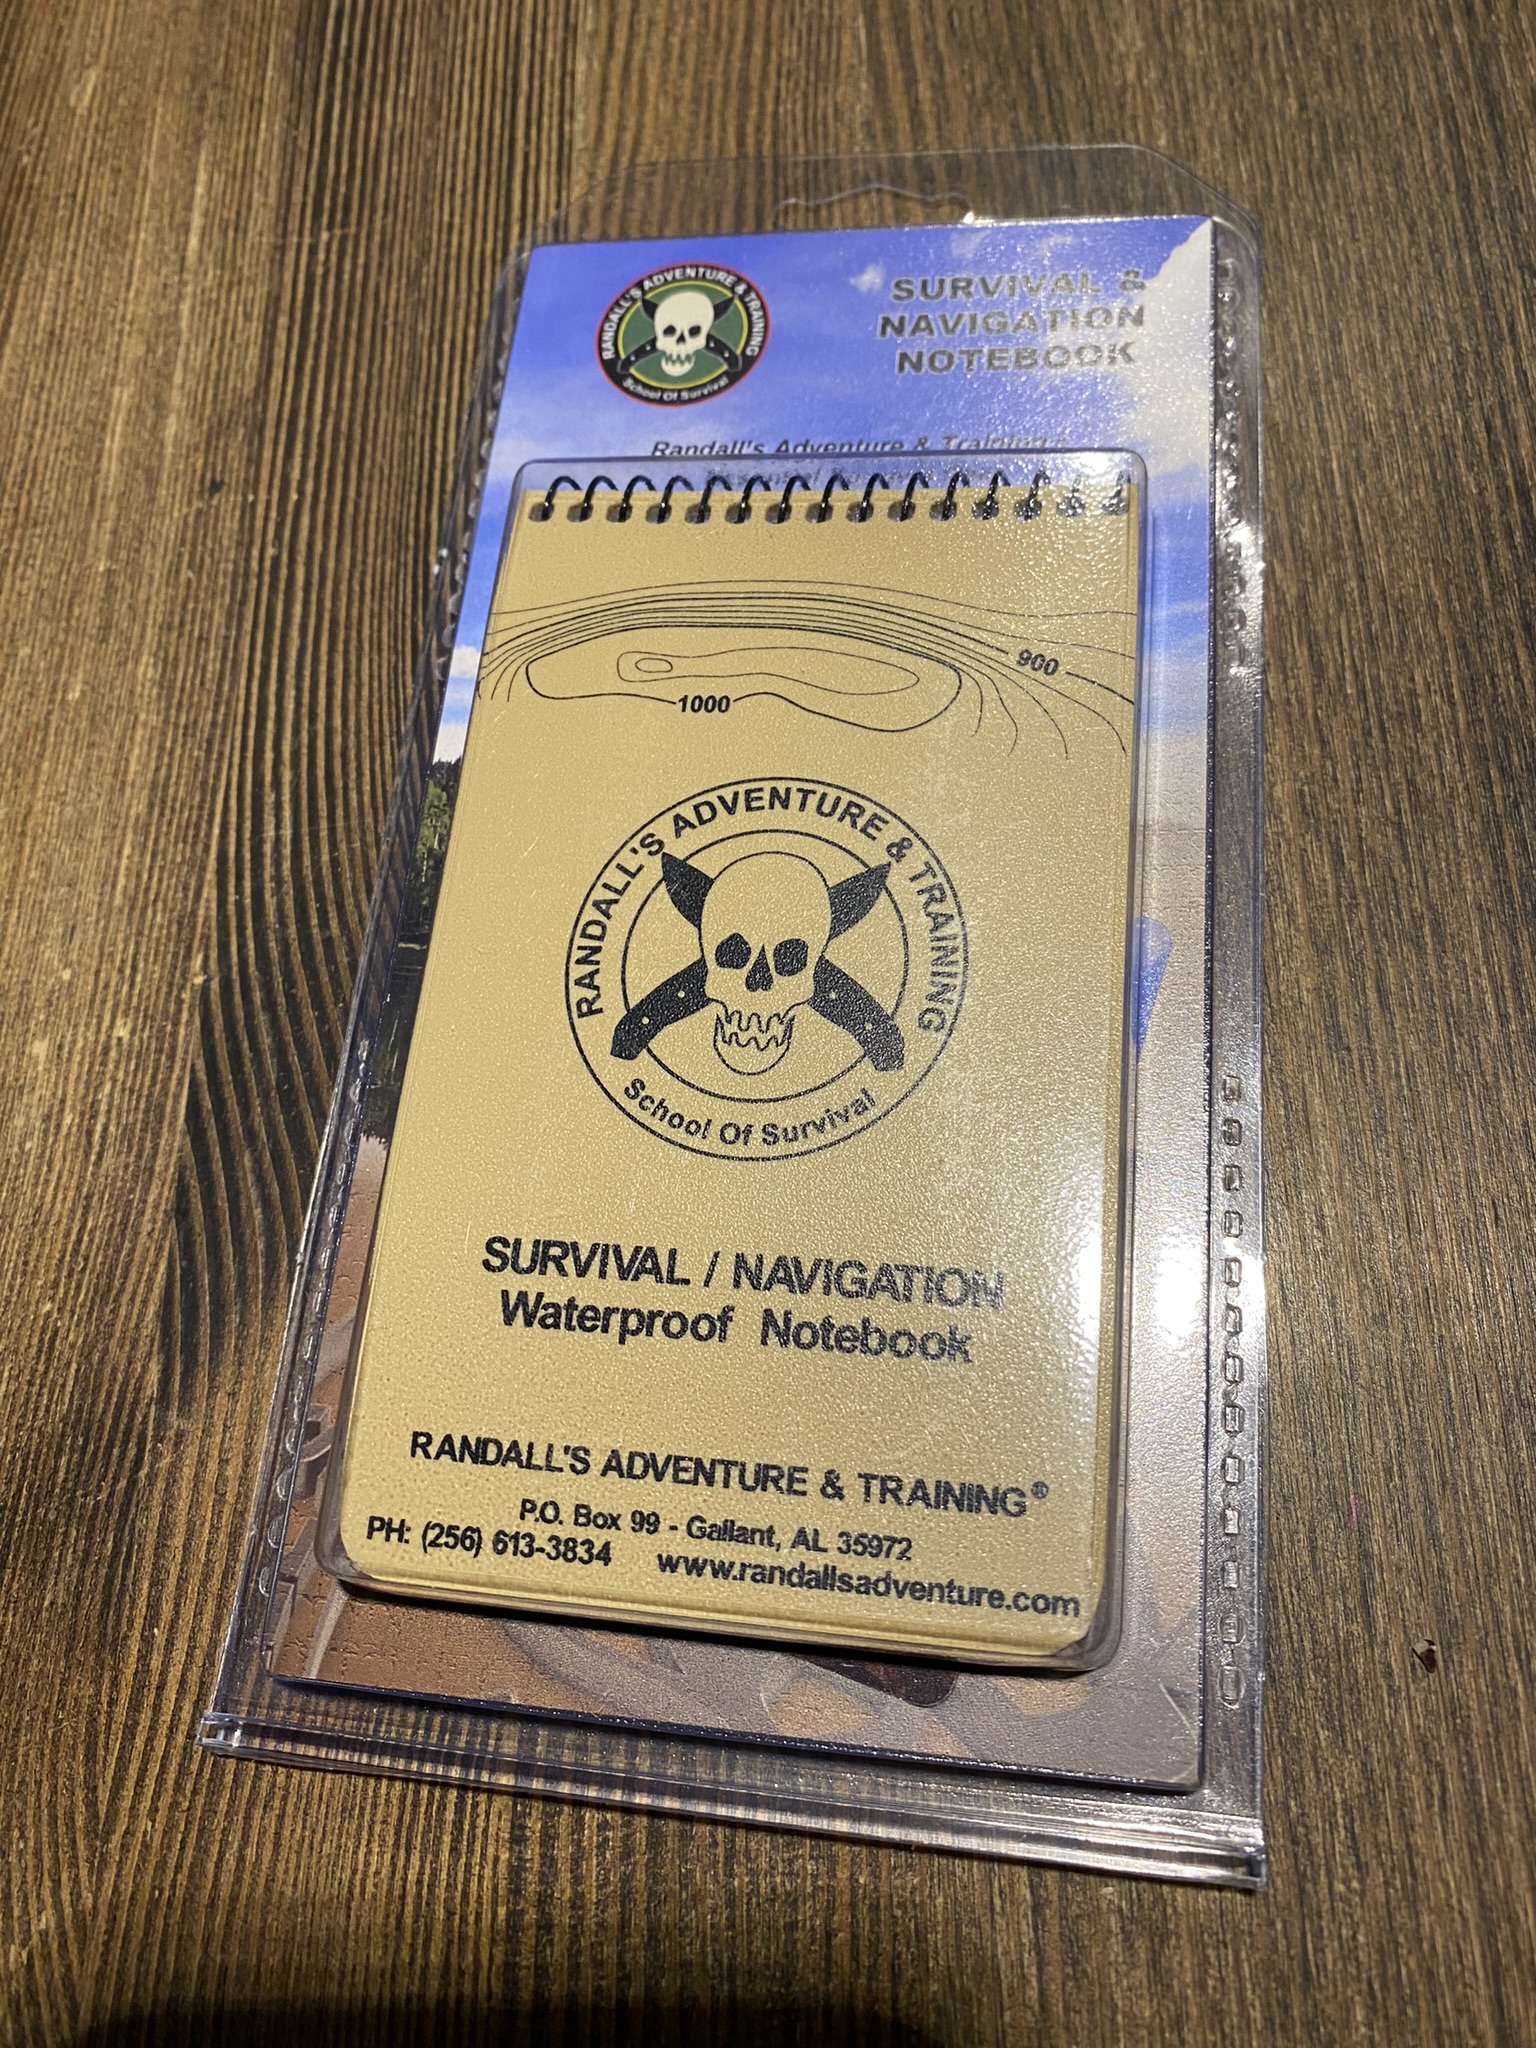 RANDALL'S ADVENTURE & TRAINING
School Of Survival
SURVIVAL &
NAVIGATION
NOTEBOOK
Randall's Adventure & Training
900
1000
RANDALL'S ADVENTURE & TRAINING
School Of Survival
SURVIVAL / NAVIGATION
Waterproof Notebook
RANDALL'S ADVENTURE & TRAINING®
P.O. Box 99 - Gallant, AL 35972
PH: (256) 613-3834 www.randallsadventure.com